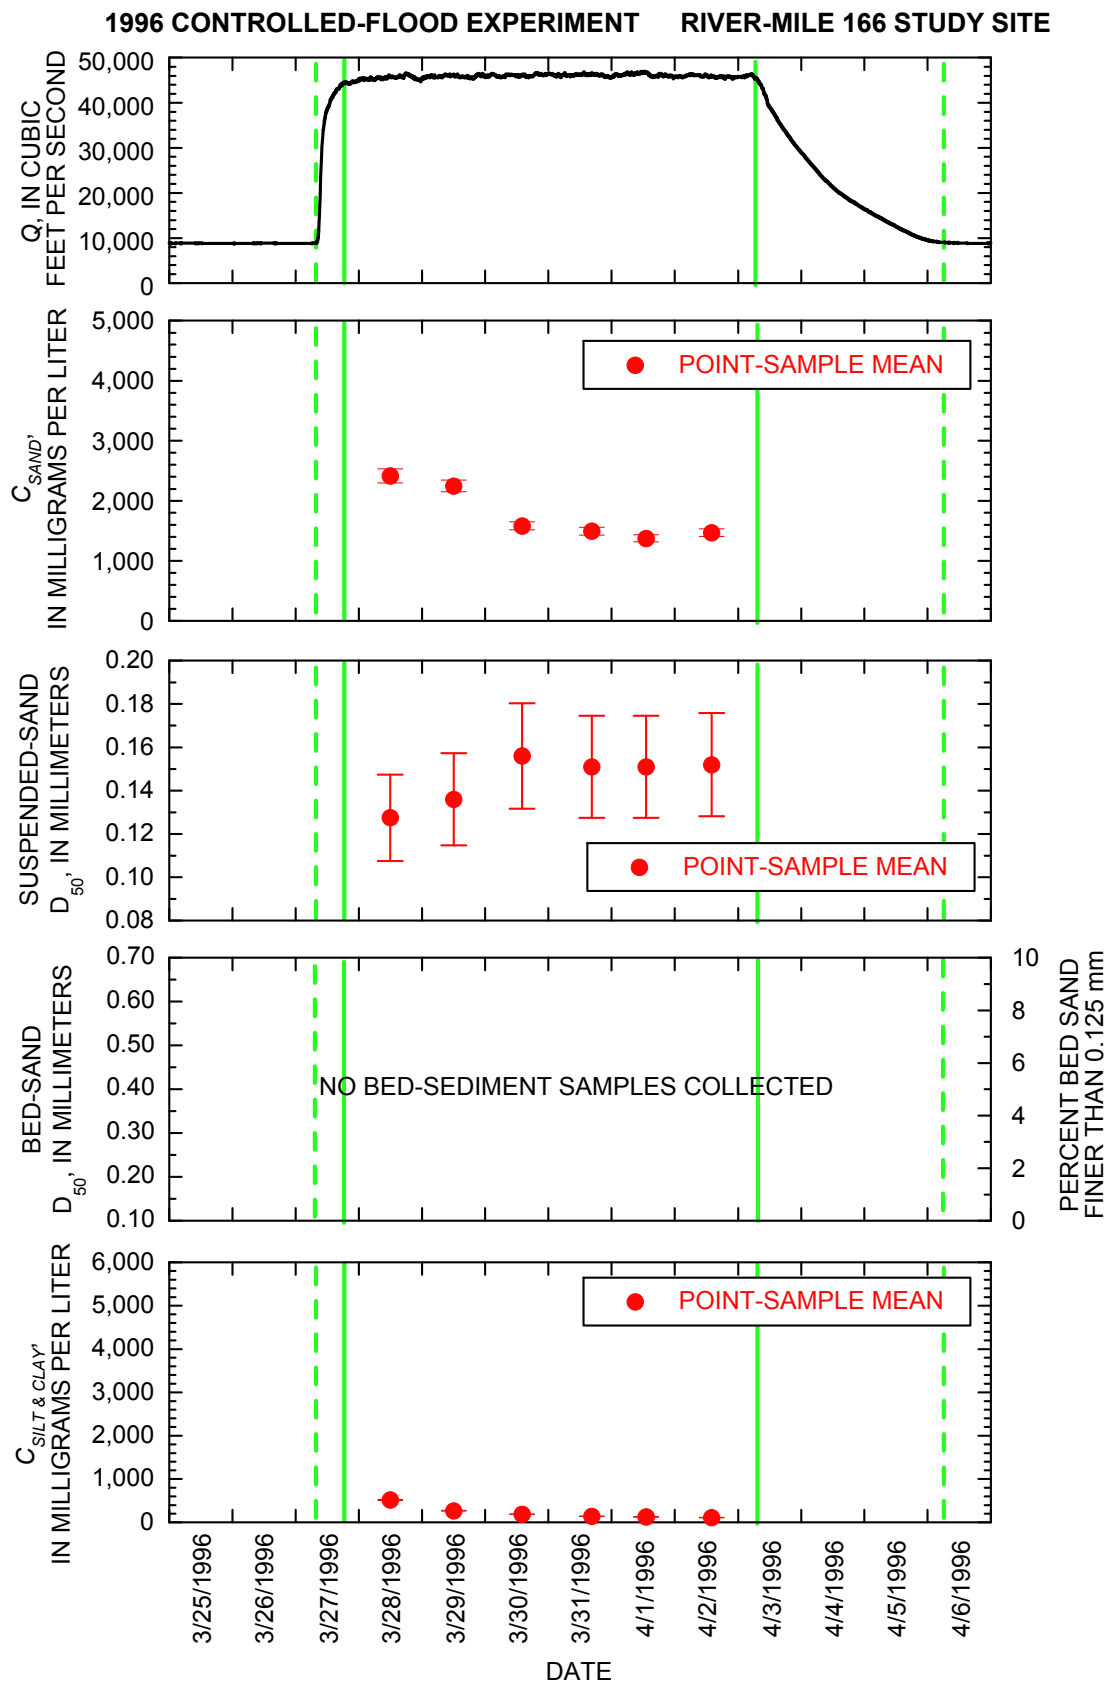 1996 CONTROLLED-FLOOD EXPERIMENT RIVER-MILE 166 STUDY SITE
Q, IN CUBIC
FEET PER SECOND
50,000
40,000
30,000
20,000
10,000
0
C SAND,
IN MILLIGRAMS PER LITER
5,000
4,000
3,000
2,000
1,000
0
POINT-SAMPLE MEAN
SUSPENDED-SAND
D50, IN MILLIMETERS
0.20
0.18
0.16
0.14
0.12
0.10
0.08
POINT-SAMPLE MEAN
BED-SAND
D50, IN MILLIMETERS
0.70
0.60
0.50
0.40
0.30
0.20
0.10
NO BED-SEDIMENT SAMPLES COLLECTED
10
8
6
4
2
0
PERCENT BED SAND
FINER THAN 0.125 mm
C SILT & CLAY,
IN MILLIGRAMS PER LITER
6,000
5,000
4,000
3,000
2,000
1,000
0
POINT-SAMPLE MEAN
3/25/1996
3/26/1996
3/27/1996
3/28/1996
3/29/1996
3/30/1996
3/31/1996
4/1/1996
4/2/1996
4/3/1996
4/4/1996
4/5/1996
4/6/1996
DATE